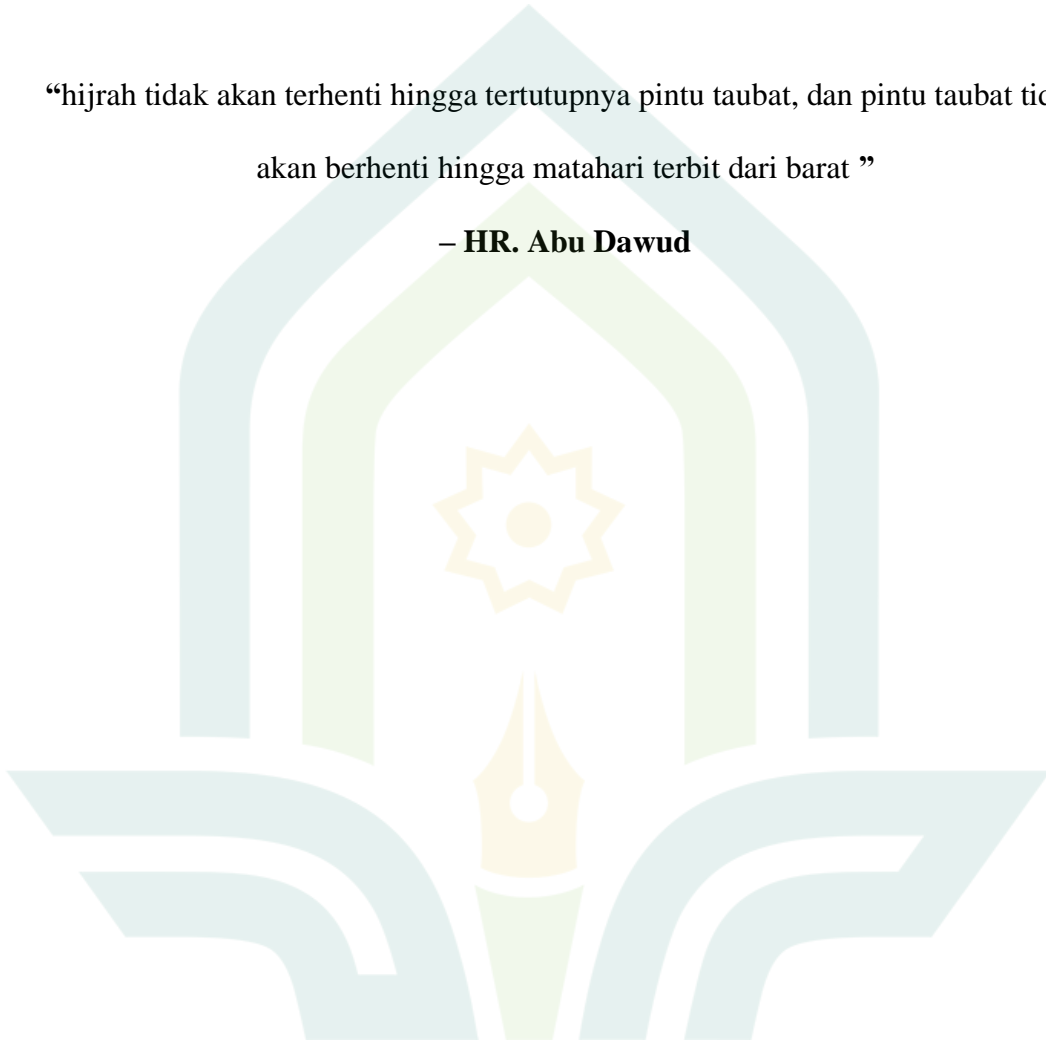 “hijrah tidak akan terhenti hingga tertutupnya pintu taubat, dan pintu taubat
akan berhenti hingga matahari terbit dari barat ”
– HR. Abu Dawud